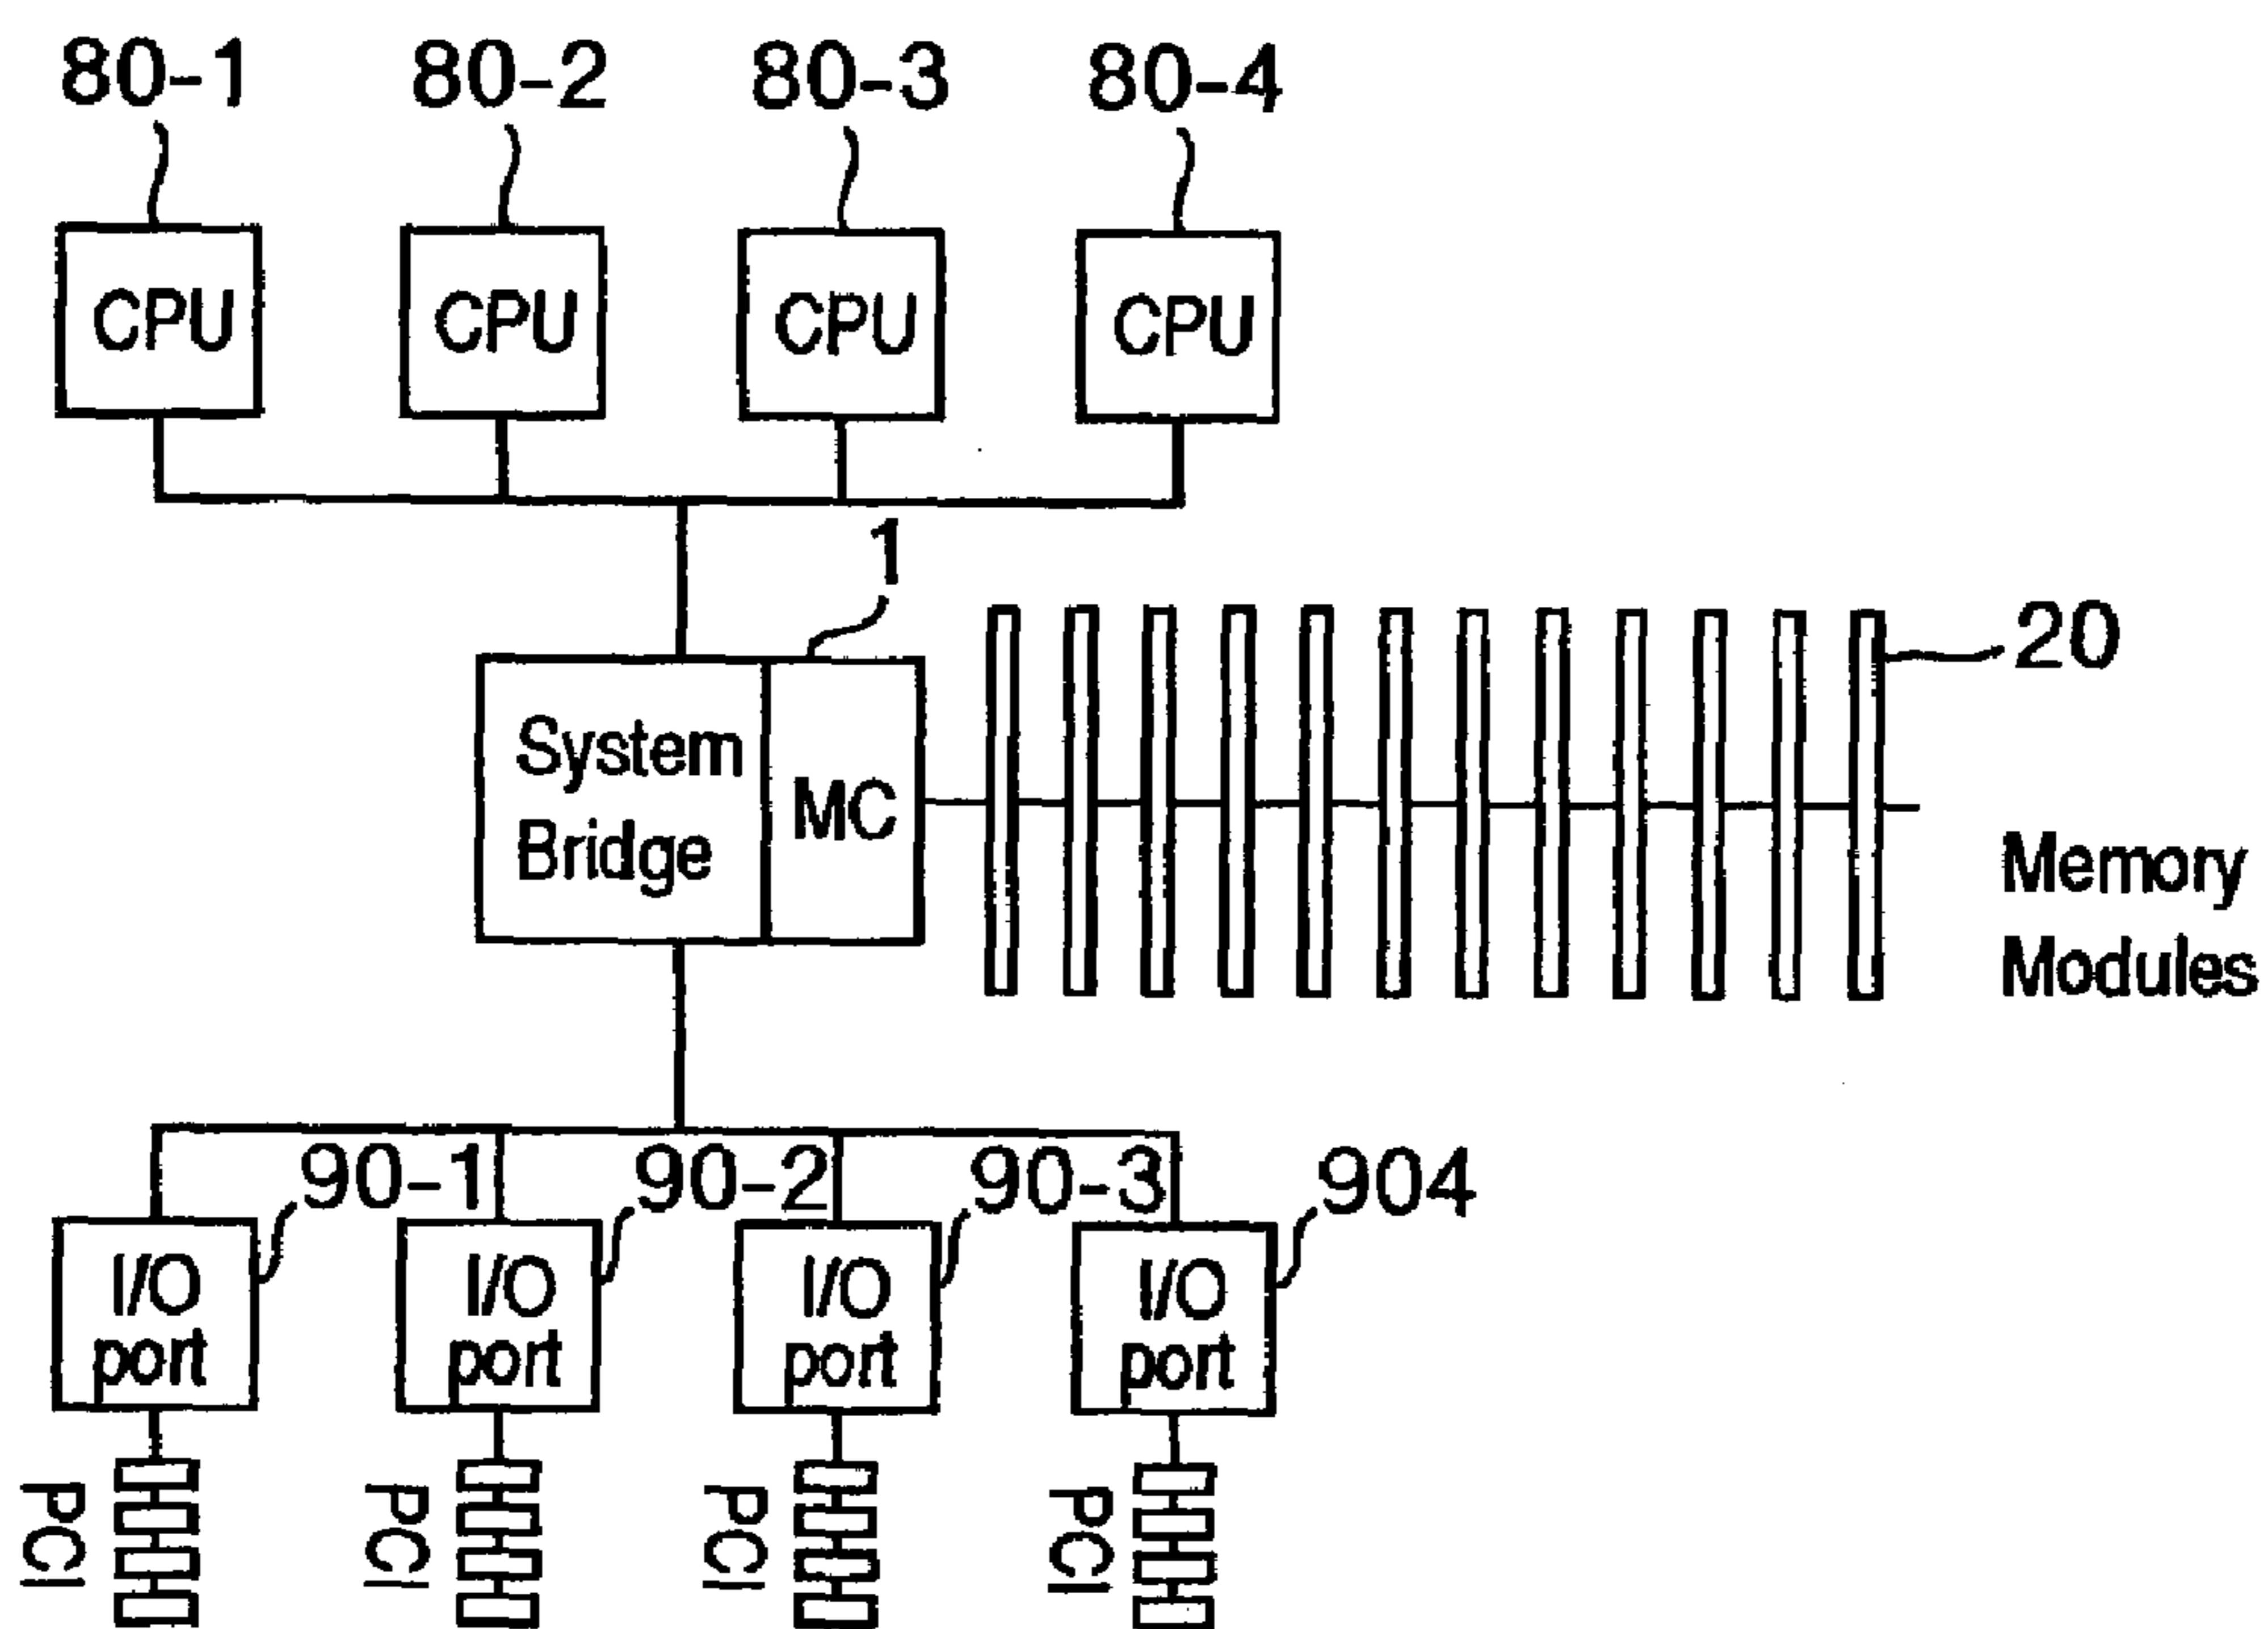 80-1 80-2 80-3 80-4
CPU CPU CPU CPU
1
20
System
Bridge
MC
Memory
Modules
90-1 90-2 90-3 904
I/O I/O I/O I/O
port port port port
PCI PCI PCI PCI